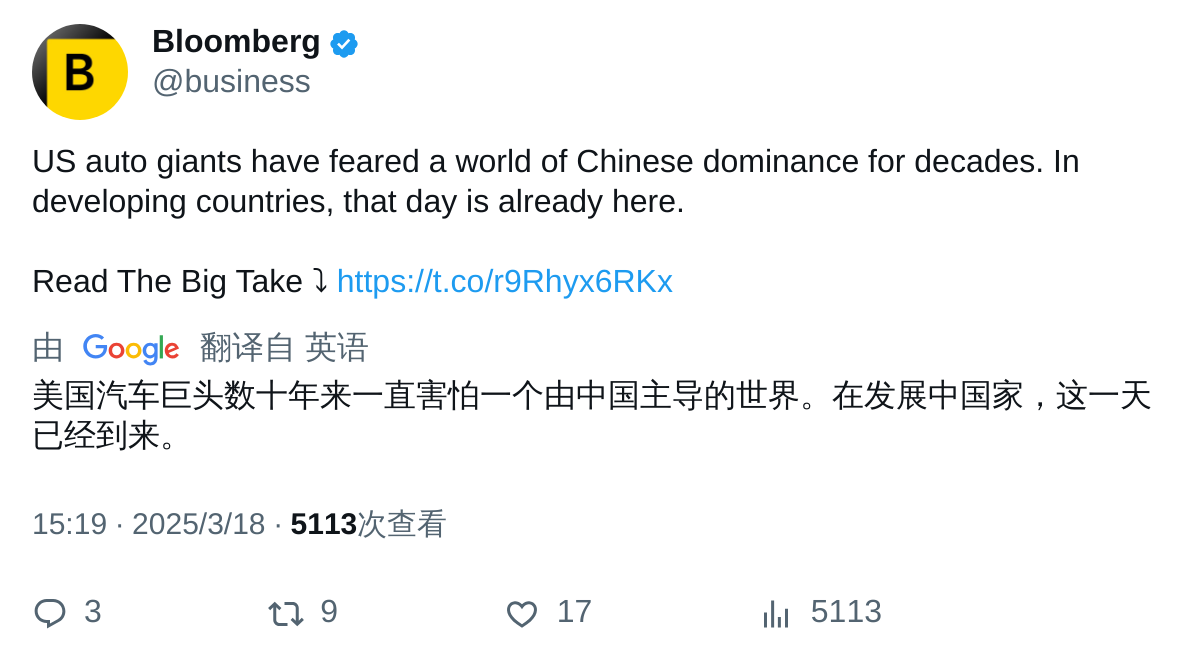 B
Bloomberg
@business
US auto giants have feared a world of Chinese dominance for decades. In
developing countries, that day is already here.
Read The Big Take ⤵ https://t.co/r9Rhyx6RKx
由 Google 翻译自 英语
美国汽车巨头数十年来一直害怕一个由中国主导的世界。在发展中国家，这一天
已经到来。
15:19 · 2025/3/18 · 5113次查看
3 9 17 5113